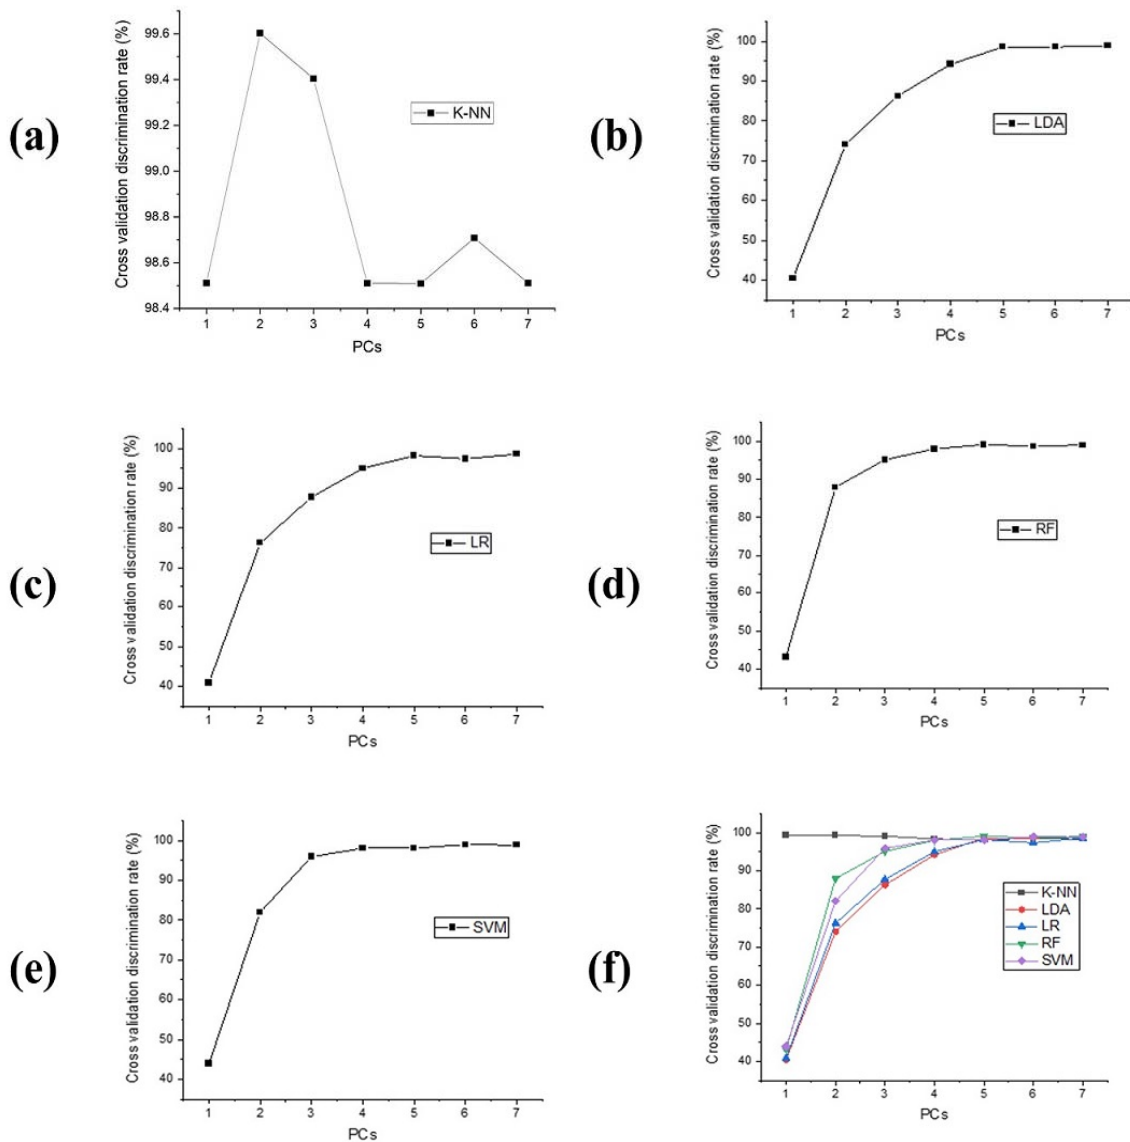 (a)
Cross validation discrimination rate (%)
99.6
99.4
99.2
99.0
98.8
98.6
98.4
K-NN
1 2 3 4 5 6 7
PCs
(b)
Cross validation discrimination rate (%)
100
90
80
70
60
50
40
LDA
1 2 3 4 5 6 7
PCs
(c)
Cross validation discrimination rate (%)
100
90
80
70
60
50
40
LR
1 2 3 4 5 6 7
PCs
(d)
Cross validation discrimination rate (%)
100
90
80
70
60
50
40
RF
1 2 3 4 5 6 7
PCs
(e)
Cross validation discrimination rate (%)
100
90
80
70
60
50
40
SVM
1 2 3 4 5 6 7
PCs
(f)
Cross validation discrimination rate (%)
100
90
80
70
60
50
40
K-NN
LDA
LR
RF
SVM
1 2 3 4 5 6 7
PCs